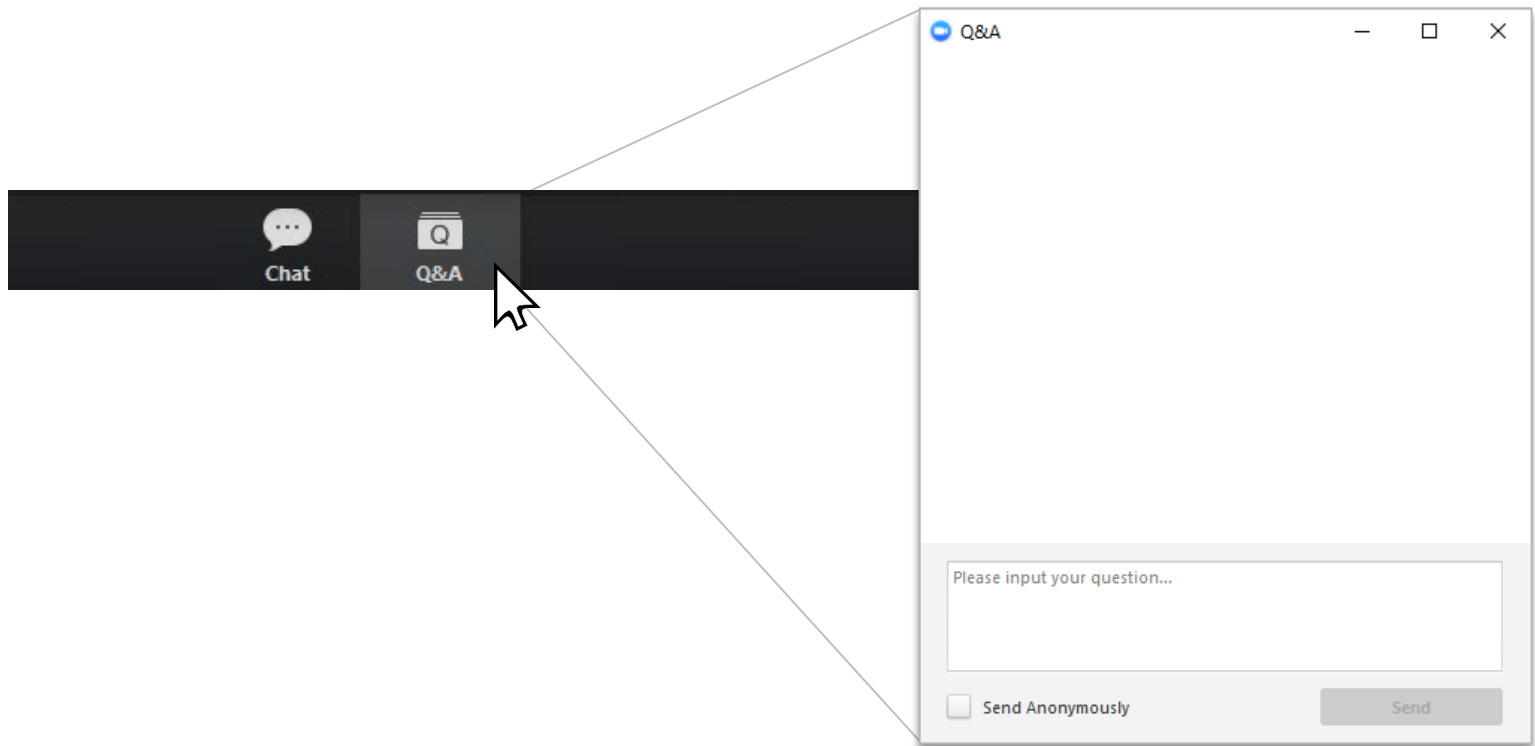 Q&A
Q
Chat
Q&A
Please input your question...
Send Anonymously
Send